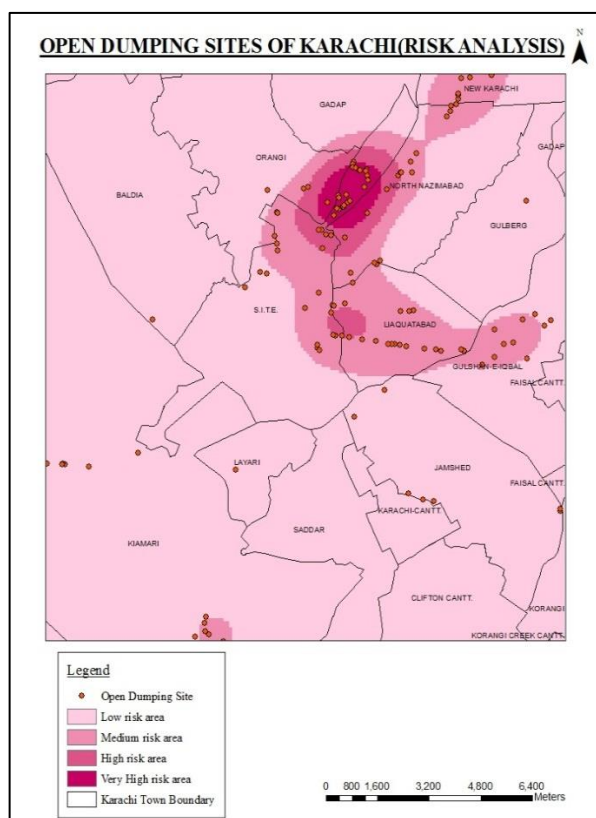 OPEN DUMPING SITES OF KARACHI(RISK ANALYSIS)
N
NEW KARACHI
GADAP
ORANGI
GADAP
BALDIA
NORTH NAZIMABAD
GULBERG
S.I.T.E.
LIAQUATABAD
GULSHAN-E-IQBAL
FAISAL CANTT.
LAYARI
JAMSHED
FAISAL CANTT.
KARACHI-CANTT.
SADDAR
KIAMARI
CLIFTON CANTT.
KORANGI
KORANGI CREEK CANTT.
Legend
Open Dumping Site
Low risk area
Medium risk area
High risk area
Very High risk area
Karachi Town Boundary
0 800 1,600 3,200 4,800 6,400
Meters